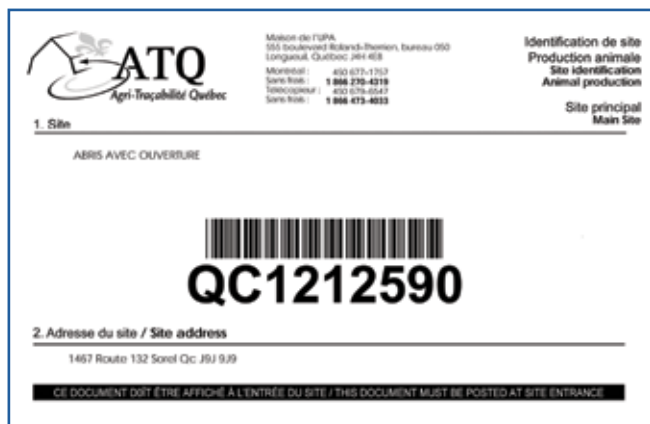 ATQ
Agri-Traçabilité Québec
Maison de l'UPA
555 boulevard Roland-Therrien, bureau 050
Longueuil, Québec J4H 4E8
Montréal : 450 677-1757
Sans frais : 1 866 270-4319
Télécopieur : 450 679-6547
Sans frais : 1 866 473-4033
Identification de site
Production animale
Site identification
Animal production
Site principal
Main Site
1. Site
ABRIS AVEC OUVERTURE
QC1212590
2. Adresse du site / Site address
1467 Route 132 Sorel Qc J9J 9J9
CE DOCUMENT DOIT ÊTRE AFFICHÉ À L'ENTRÉE DU SITE / THIS DOCUMENT MUST BE POSTED AT SITE ENTRANCE